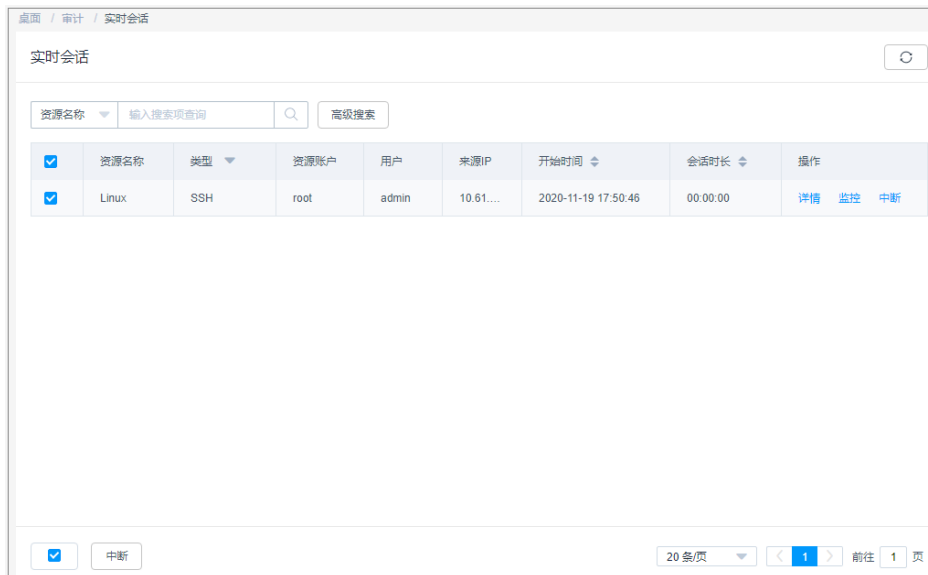 桌面 / 审计 / 实时会话
实时会话
资源名称 输入搜索项查询 高级搜索
资源名称 类型 资源账户 用户 来源IP 开始时间 会话时长 操作
Linux SSH root admin 10.61.... 2020-11-19 17:50:46 00:00:00 详情 监控 中断
中断 20 条/页 1 前往 1 页